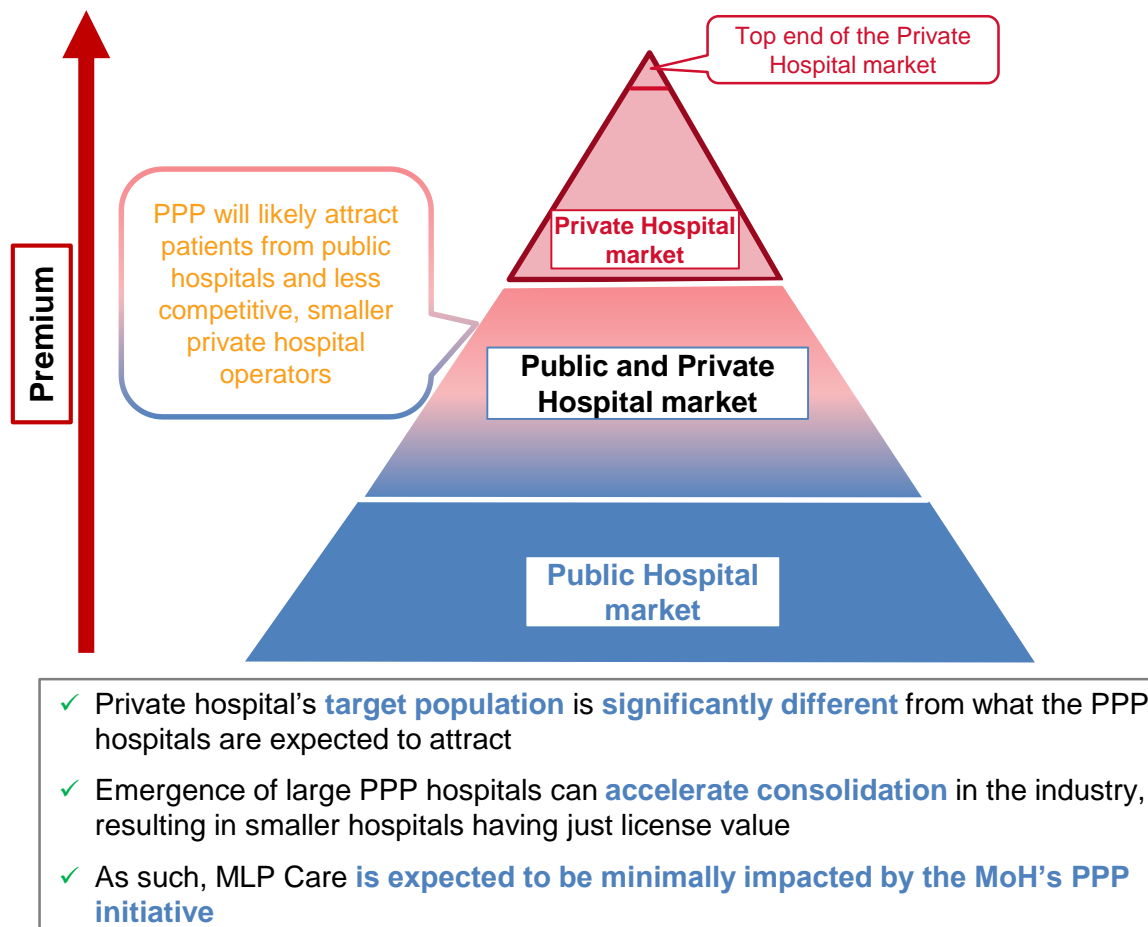 Top end of the Private
Hospital market
PPP will likely attract
patients from public
hospitals and less
competitive, smaller
private hospital
operators
Premium
Private Hospital
market
Public and Private
Hospital market
Public Hospital
market
✓ Private hospital’s target population is significantly different from what the PPP
hospitals are expected to attract
✓ Emergence of large PPP hospitals can accelerate consolidation in the industry,
resulting in smaller hospitals having just license value
✓ As such, MLP Care is expected to be minimally impacted by the MoH’s PPP
initiative